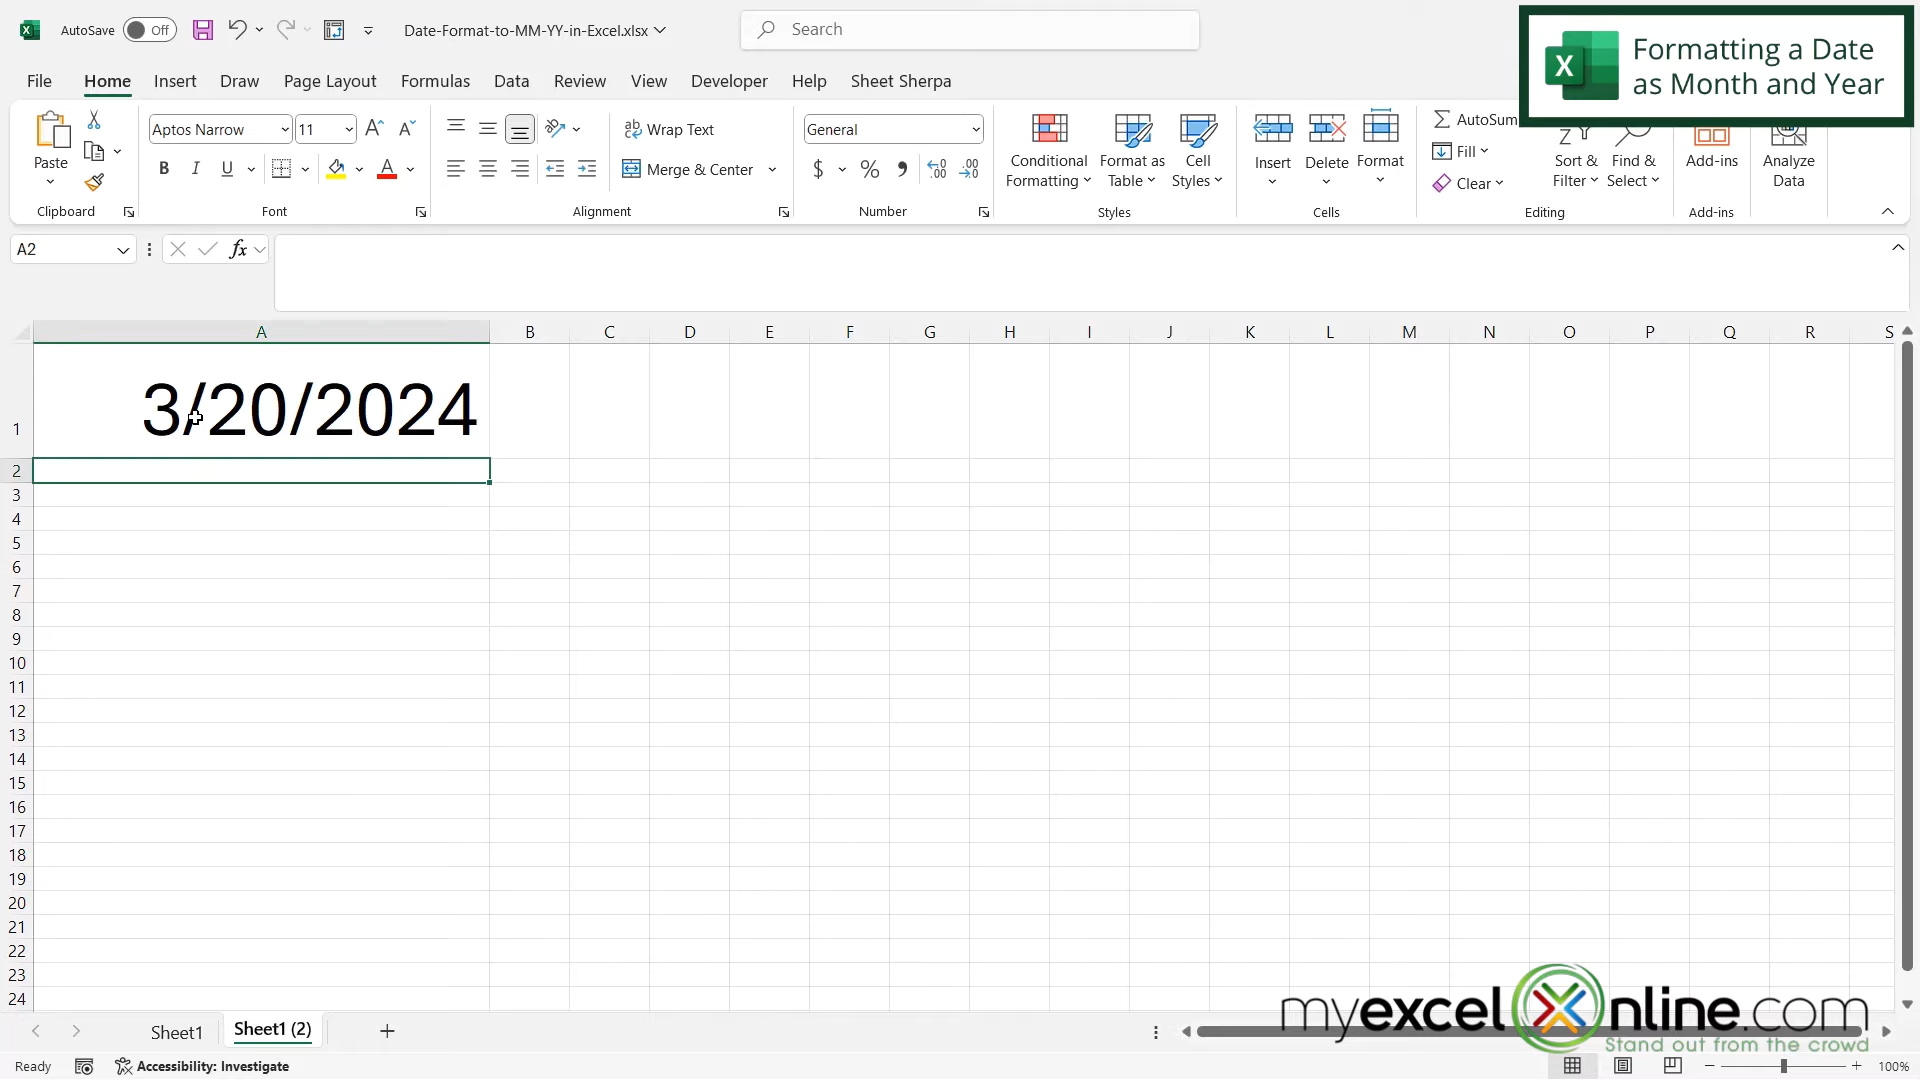 AutoSave Off Date-Format-to-MM-YY-in-Excel.xlsx Search
Formatting a Date
as Month and Year
File Home Insert Draw Page Layout Formulas Data Review View Developer Help Sheet Sherpa
Paste
Clipboard
Aptos Narrow 11
B I U A
Font
ab Wrap Text
Merge & Center
Alignment
General
$ % 9 .00
Number
Conditional
Formatting
Format as
Table
Cell
Styles
Styles
Insert Delete Format
Cells
AutoSum
Fill
Clear
Sort &
Filter
Find &
Select
Editing
Add-ins
Add-ins
Analyze
Data
A2 fx
A B C D E F G H I J K L M N O P Q R S
1 3/20/2024
2
3
4
5
6
7
8
9
10
11
12
13
14
15
16
17
18
19
20
21
22
23
24
myexcelonline.com
Stand out from the crowd
Sheet1 Sheet1 (2) +
Ready Accessibility: Investigate 100%